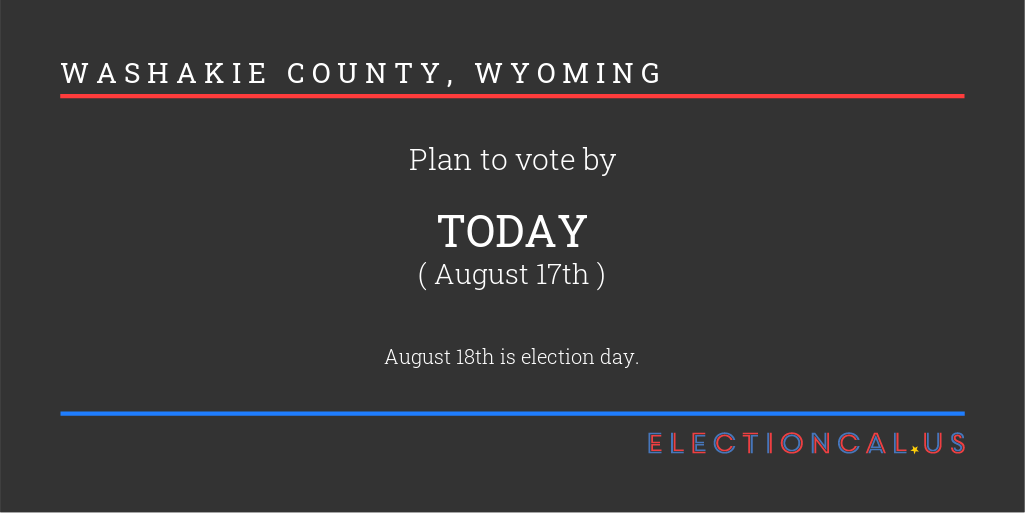 WASHAKIE COUNTY, WYOMING
Plan to vote by
TODAY
( August 17th )
August 18th is election day.
ELECTIONCAL.US